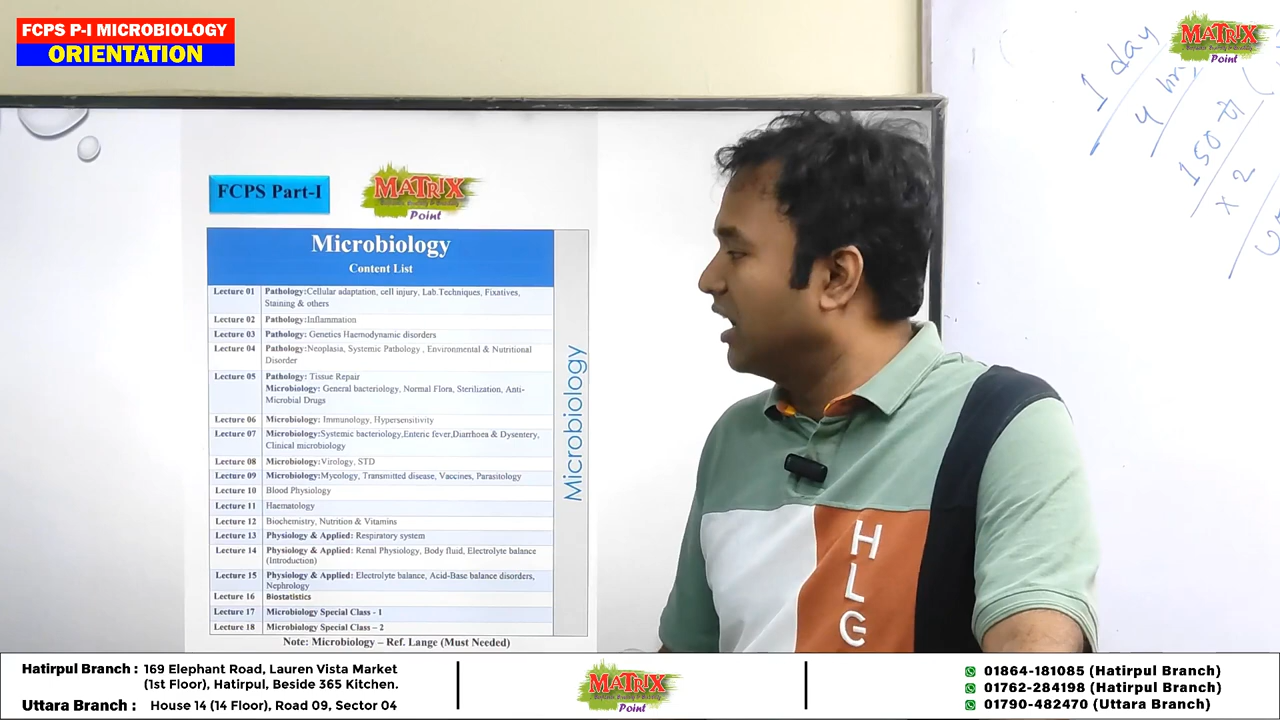 FCPS P-I MICROBIOLOGY
ORIENTATION
MATRIX
Point
1 day
4 hr
150
x 2
FCPS Part-I
MATRIX
Point
Microbiology
Content List
Lecture 01 Pathology:Cellular adaptation, cell injury, Lab.Techniques, Fixatives,
Staining & others
Lecture 02 Pathology:Inflammation
Lecture 03 Pathology: Genetics Haemodynamic disorders
Lecture 04 Pathology:Neoplasia, Systemic Pathology , Environmental & Nutritional
Disorder
Lecture 05 Pathology: Tissue Repair
Microbiology: General bacteriology, Normal Flora, Sterilization, Anti-
Microbial Drugs
Lecture 06 Microbiology: Immunology, Hypersensitivity
Lecture 07 Microbiology:Systemic bacteriology,Enteric fever,Diarrhoea & Dysentery,
Clinical microbiology
Lecture 08 Microbiology:Virology, STD
Lecture 09 Microbiology:Mycology, Transmitted disease, Vaccines, Parasitology
Lecture 10 Blood Physiology
Lecture 11 Haematology
Lecture 12 Biochemistry, Nutrition & Vitamins
Lecture 13 Physiology & Applied: Respiratory system
Lecture 14 Physiology & Applied: Renal Physiology, Body fluid, Electrolyte balance
(Introduction)
Lecture 15 Physiology & Applied: Electrolyte balance, Acid-Base balance disorders,
Nephrology
Lecture 16 Biostatistics
Lecture 17 Microbiology Special Class - 1
Lecture 18 Microbiology Special Class – 2
Note: Microbiology – Ref. Lange (Must Needed)
Microbiology
HLG
Hatirpul Branch : 169 Elephant Road, Lauren Vista Market
(1st Floor), Hatirpul, Beside 365 Kitchen.
Uttara Branch : House 14 (14 Floor), Road 09, Sector 04
MATRIX
Point
01864-181085 (Hatirpul Branch)
01762-284198 (Hatirpul Branch)
01790-482470 (Uttara Branch)